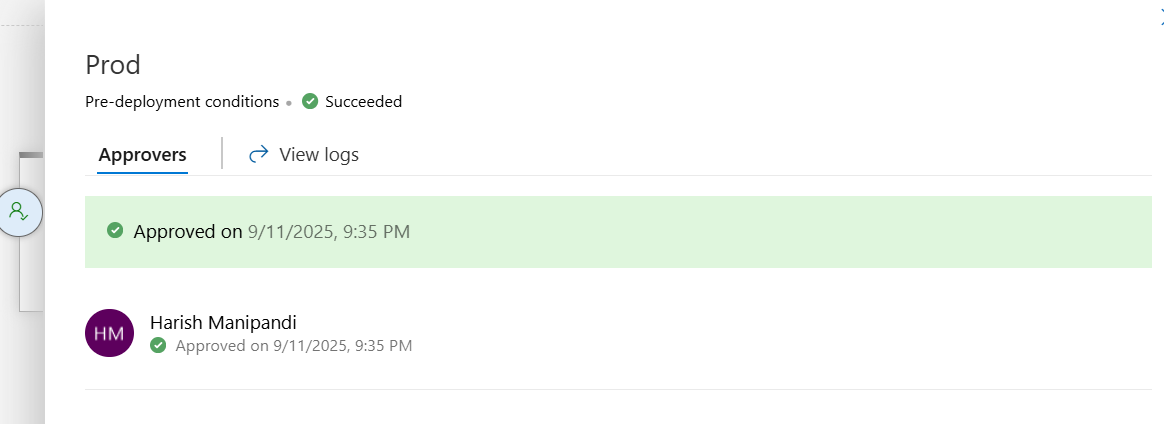 Prod
Pre-deployment conditions • Succeeded
Approvers View logs
Approved on 9/11/2025, 9:35 PM
HM Harish Manipandi
Approved on 9/11/2025, 9:35 PM